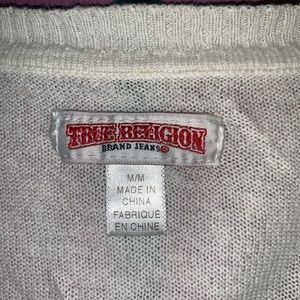 TRUE RELIGION
BRAND JEANS®
M/M
MADE IN
CHINA
FABRIQUÉ
EN CHINE